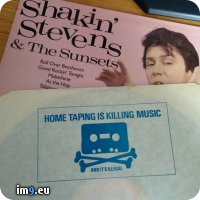 Shakin'
Stevens
& The Sunsets
Roll Over Beethoven
Good Rockin' Tonight
Maybellene
At the Hop
HOME TAPING IS KILLING MUSIC
AND IT'S ILLEGAL
im9.eu